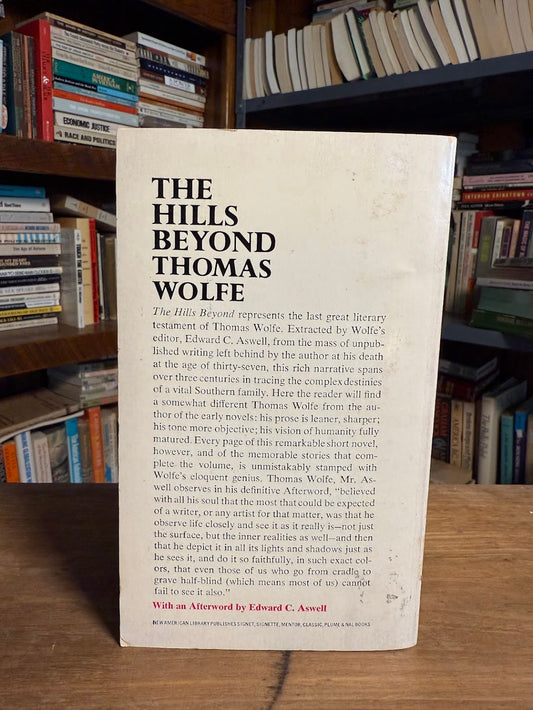 THE
HILLS
BEYOND
THOMAS
WOLFE
The Hills Beyond represents the last great literary
testament of Thomas Wolfe. Extracted by Wolfe's
editor, Edward C. Aswell, from the mass of unpub-
lished writing left behind by the author at his death
at the age of thirty-seven, this rich narrative spans
over three centuries in tracing the complex destinies
of a vital Southern family. Here the reader will find
a somewhat different Thomas Wolfe from the au-
thor of the early novels: his prose is leaner, sharper;
his tone more objective; his vision of humanity fully
matured. Every page of this remarkable short novel,
however, and of the memorable stories that com-
plete the volume, is unmistakably stamped with
Wolfe's eloquent genius. Thomas Wolfe, Mr. As-
well observes in his definitive Afterword, "believed
with all his soul that the most that could be expected
of a writer, or any artist for that matter, was that he
observe life closely and see it as it really is—not just
the surface, but the inner realities as well—and then
that he depict it in all its lights and shadows just as
he sees it, and do it so faithfully, in such exact col-
ors, that even those of us who go from cradle to
grave half-blind (which means most of us) cannot
fail to see it also."
With an Afterword by Edward C. Aswell
NEW AMERICAN LIBRARY PUBLISHES SIGNET, SIGNETTE, MENTOR, CLASSIC, PLUME & NAL BOOKS
ECONOMIC JUSTICE
RACE AND POLITICS
INTERIOR CHINATOWN